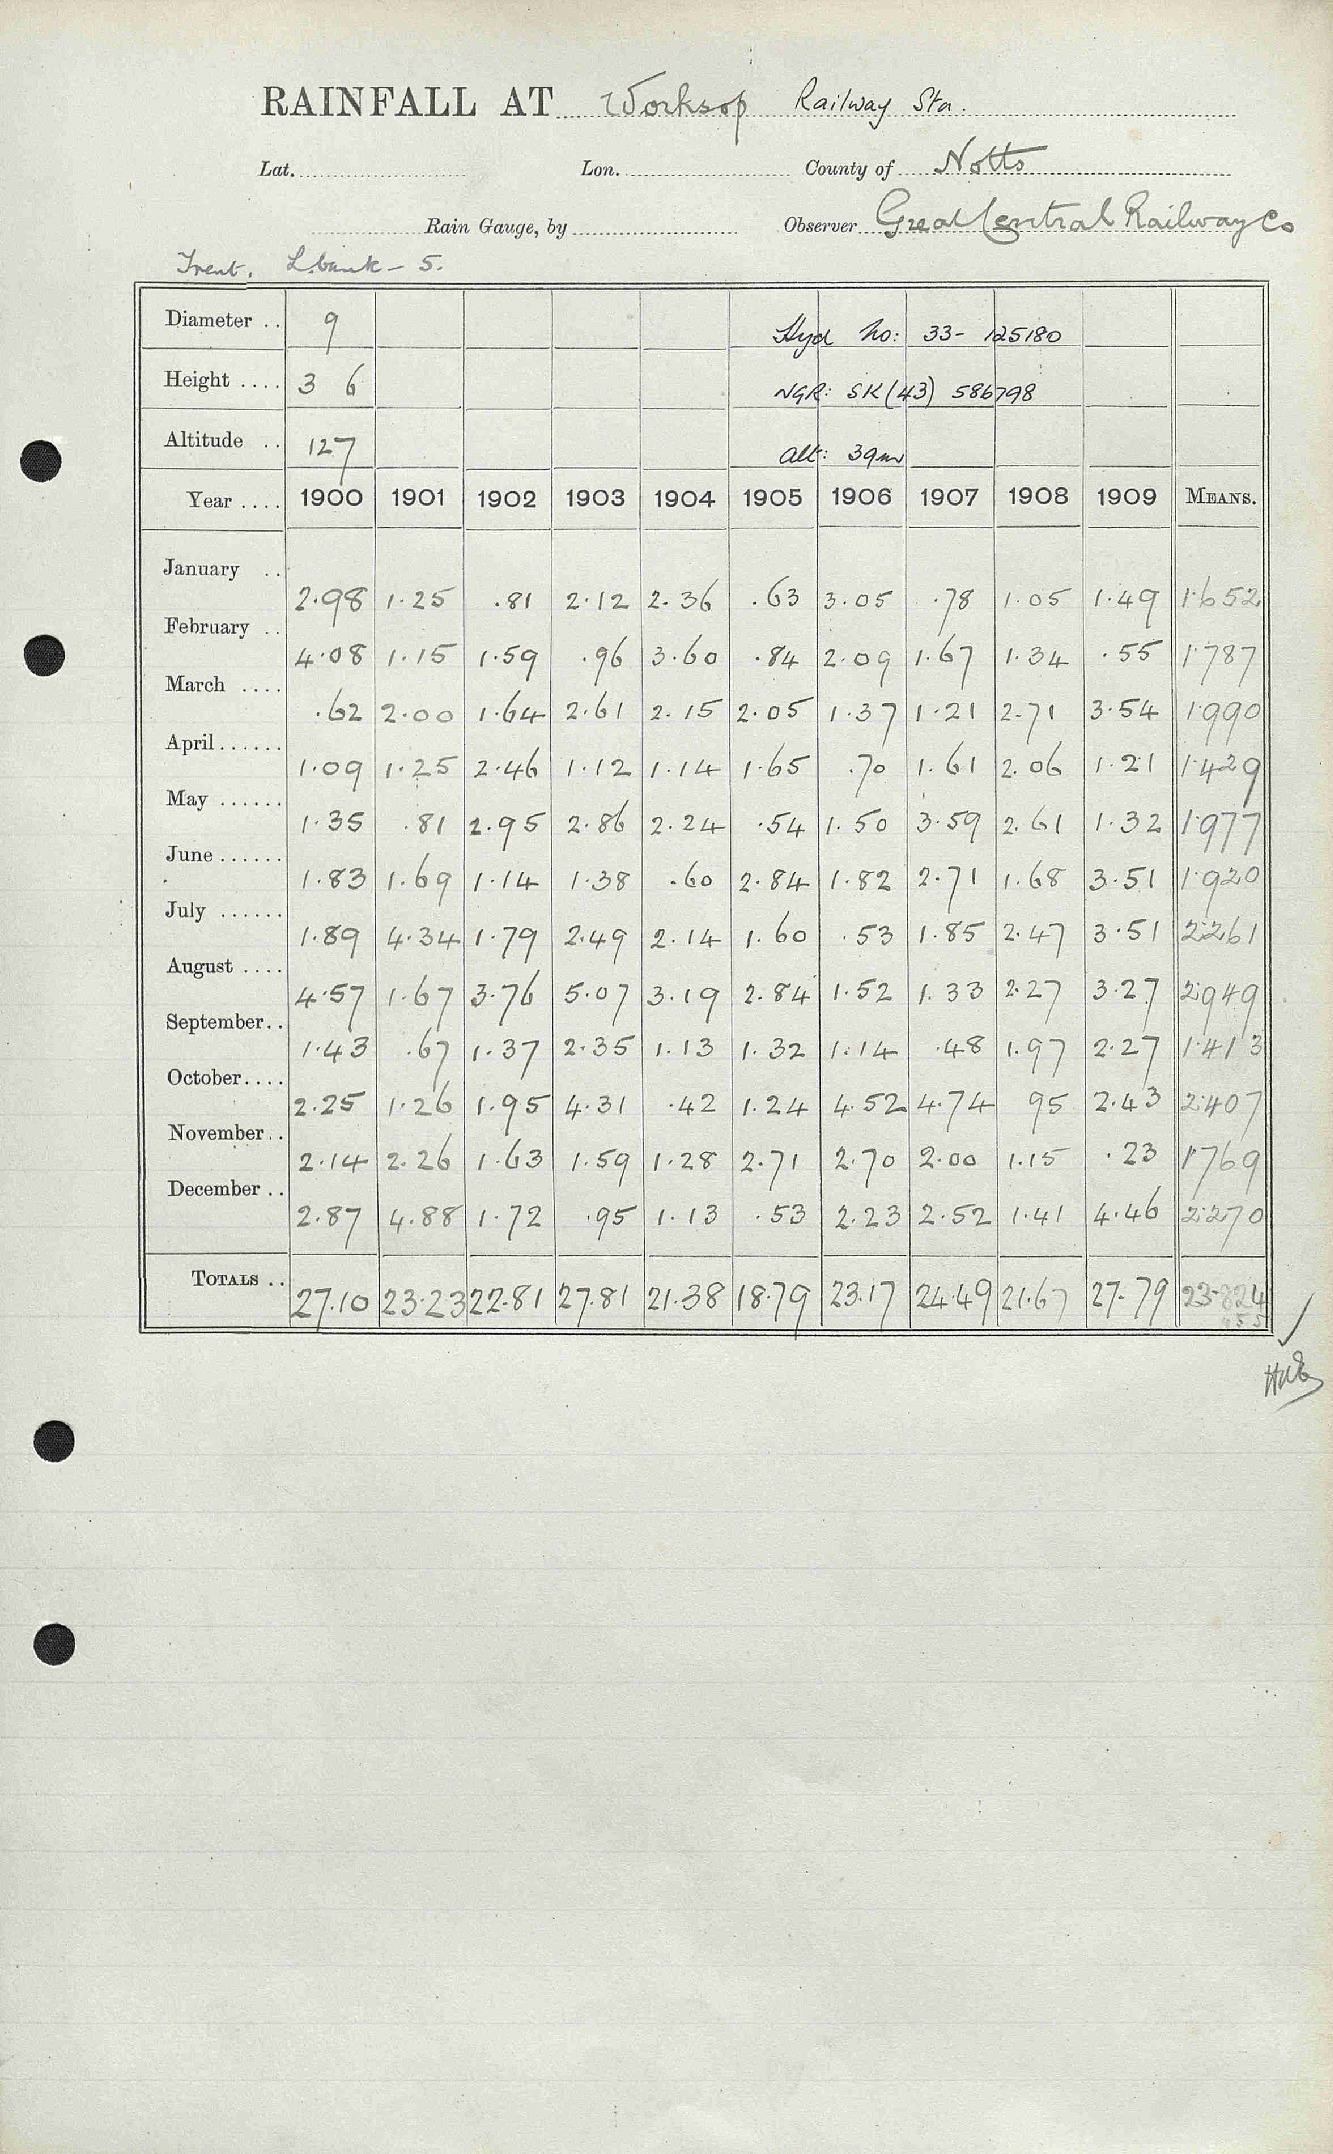 RAINFALL AT Worksop Railway Stn.
Lat. Lon. County of Notts
Rain Gauge, by Observer Great Central Railway Co
Trent, L. bank - 5.
Diameter .. 9 Hyd No: 33- 125180
Height .... 3 6 NGR: SK (43) 586798
Altitude .. 127 alt: 39m
Year .... 1900 1901 1902 1903 1904 1905 1906 1907 1908 1909 MEANS.
January .. 2.98 1.25 .81 2.12 2.36 .63 3.05 .78 1.05 1.49 1.652
February .. 4.08 1.15 1.59 .96 3.60 .84 2.09 1.67 1.34 .55 1.787
March .... .62 2.00 1.64 2.61 2.15 2.05 1.37 1.21 2.71 3.54 1.990
April ...... 1.09 1.25 2.46 1.12 1.14 1.65 .70 1.61 2.06 1.21 1.429
May ...... 1.35 .81 2.95 2.86 2.24 .54 1.50 3.59 2.61 1.32 1.977
June ...... 1.83 1.69 1.14 1.38 .60 2.84 1.82 2.71 1.68 3.51 1.920
July ...... 1.89 4.34 1.79 2.49 2.14 1.60 .53 1.85 2.47 3.51 2.261
August .... 4.57 1.67 3.76 5.07 3.19 2.84 1.52 1.33 2.27 3.27 2.949
September.. 1.43 .67 1.37 2.35 1.13 1.32 1.14 .48 1.97 2.27 1.413
October.... 2.25 1.26 1.95 4.31 .42 1.24 4.52 4.74 95 2.43 2.407
November.. 2.14 2.26 1.63 1.59 1.28 2.71 2.70 2.00 1.15 .23 1.769
December .. 2.87 4.88 1.72 .95 1.13 .53 2.23 2.52 1.41 4.46 2.270
TOTALS .. 27.10 23.23 22.81 27.81 21.38 18.79 23.17 24.49 21.67 27.79 23.824